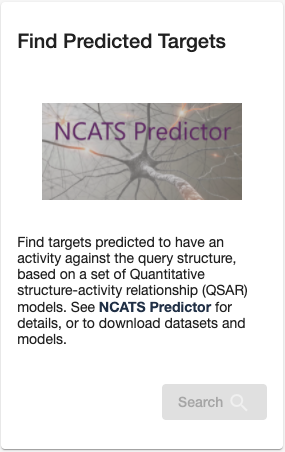 Find Predicted Targets
NCATS Predictor
Find targets predicted to have an
activity against the query structure,
based on a set of Quantitative
structure-activity relationship (QSAR)
models. See NCATS Predictor for
details, or to download datasets and
models.
Search